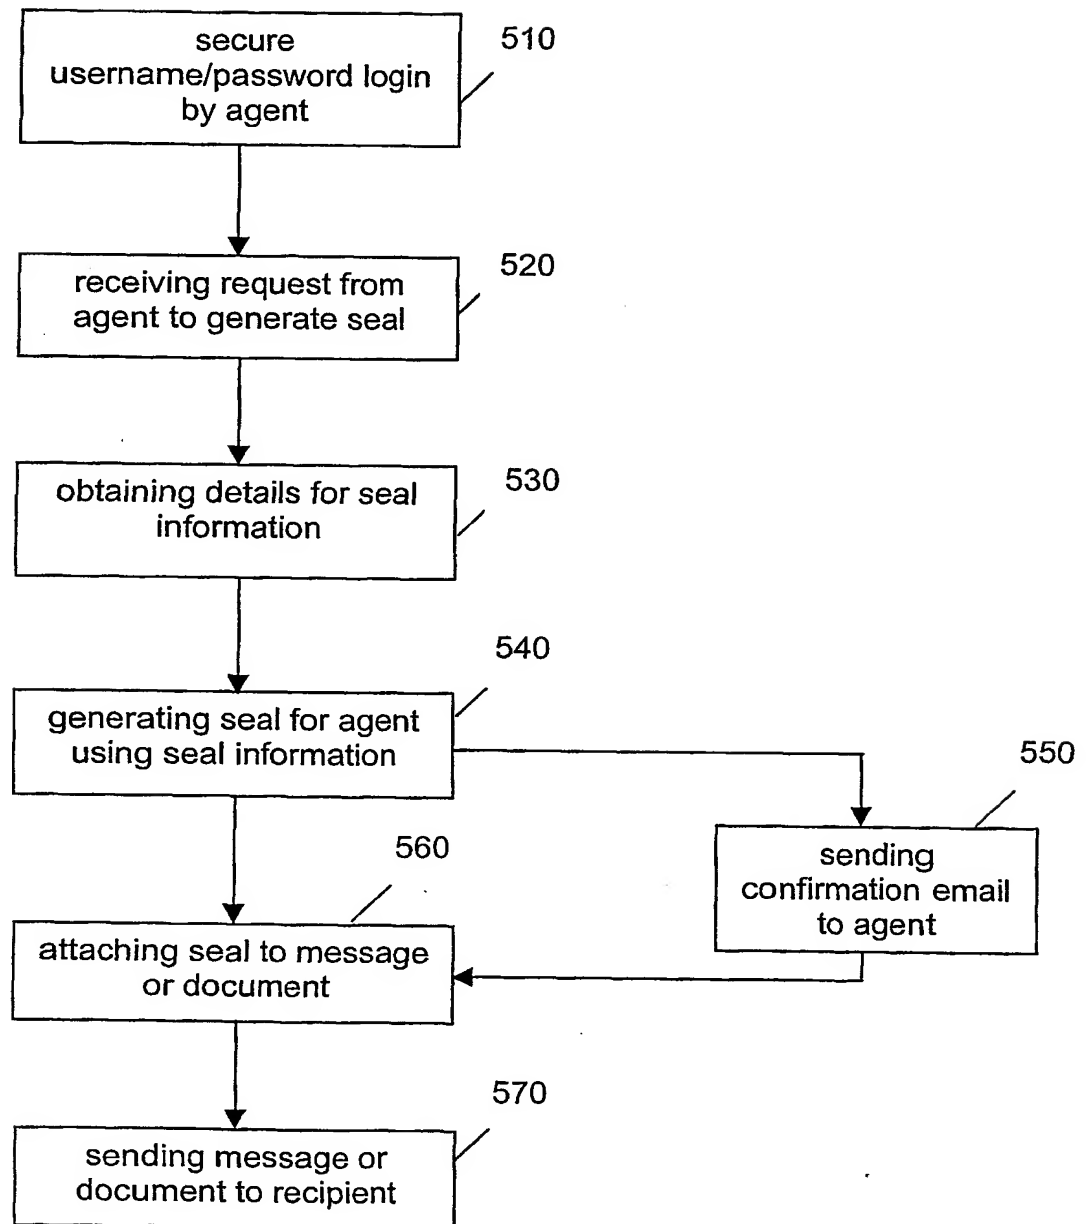 secure
username/password login
by agent
510
receiving request from
agent to generate seal
520
obtaining details for seal
information
530
generating seal for agent
using seal information
540
sending
confirmation email
to agent
550
attaching seal to message
or document
560
sending message or
document to recipient
570